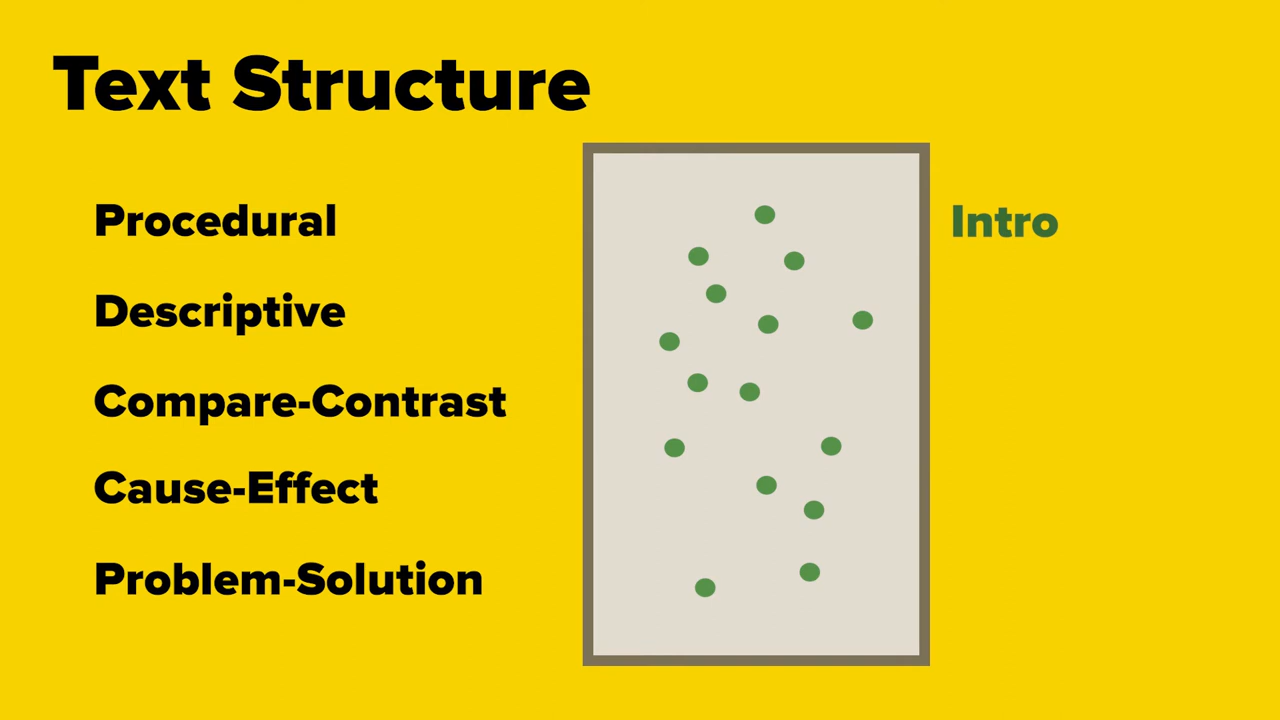 Text Structure
Procedural
Intro
Descriptive
Compare-Contrast
Cause-Effect
Problem-Solution